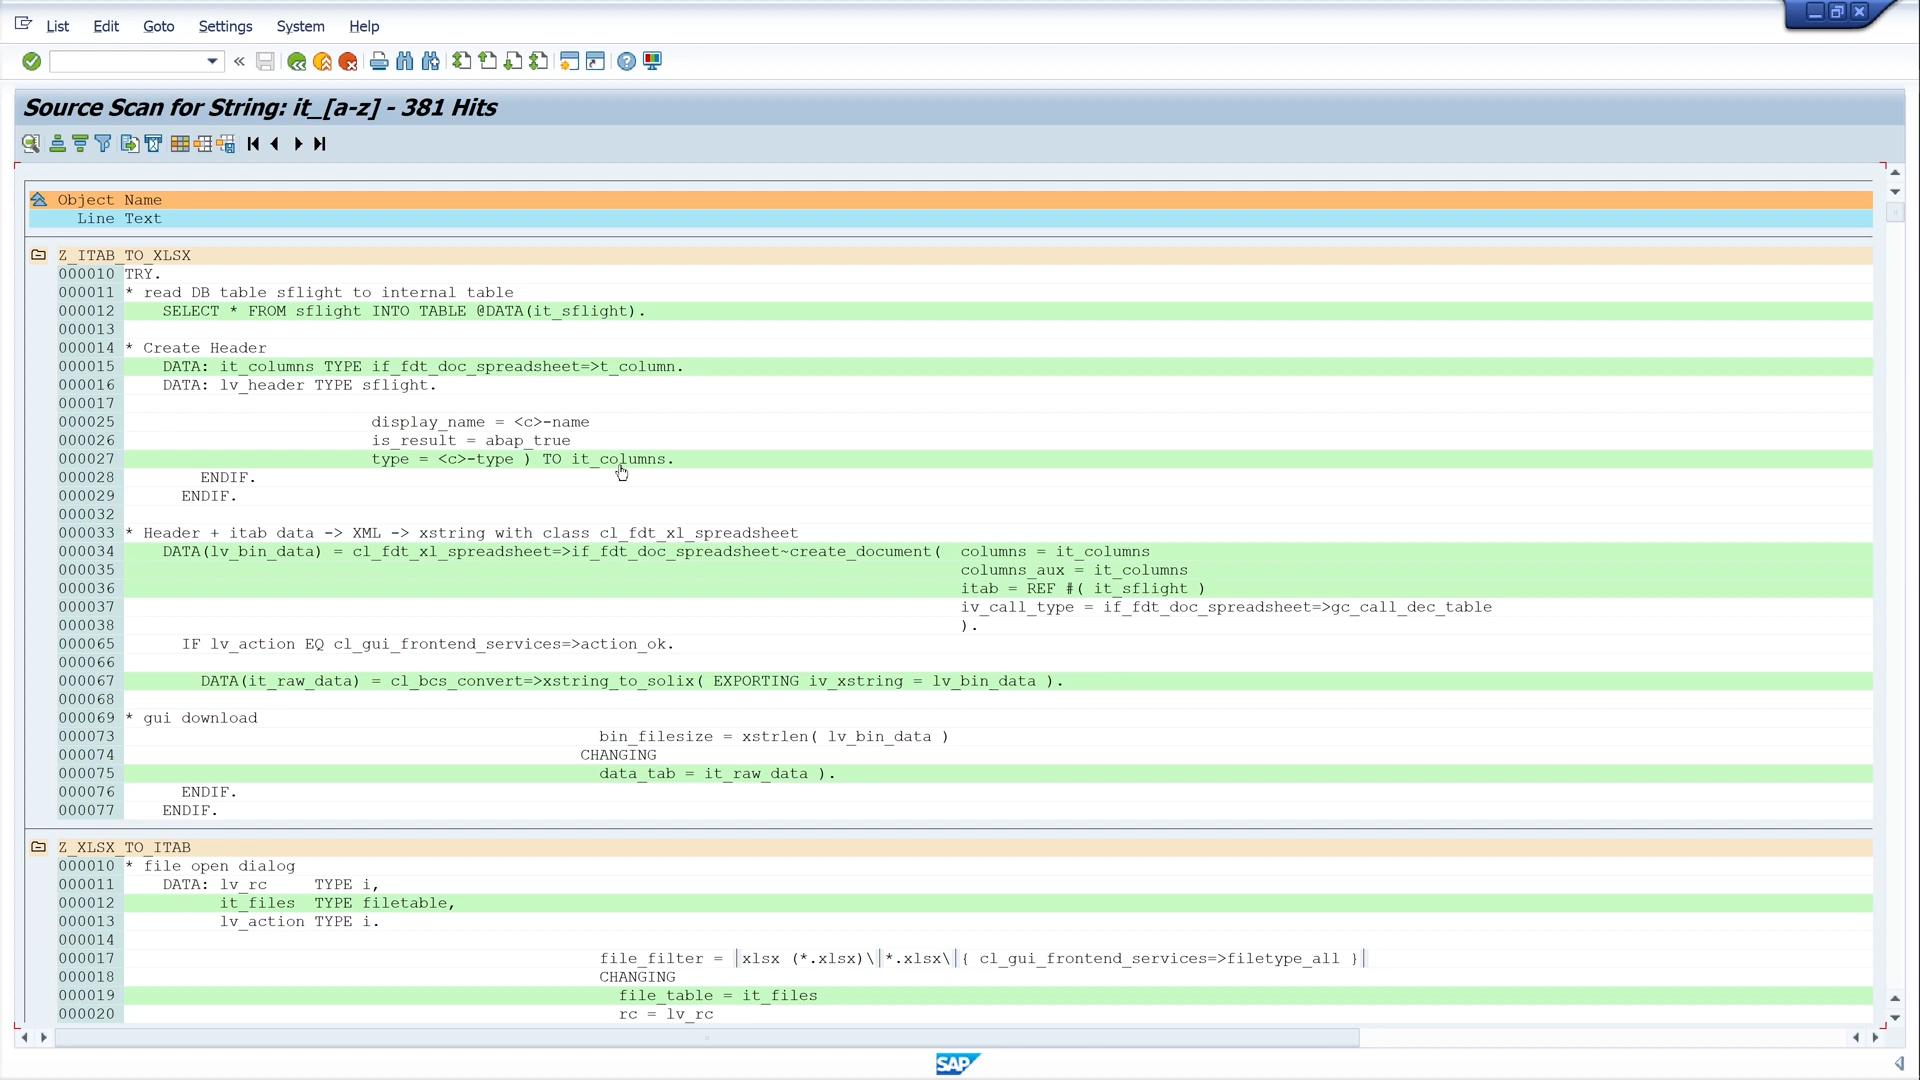 List Edit Goto Settings System Help
Source Scan for String: it_[a-z] - 381 Hits
Object Name
Line Text
Z_ITAB_TO_XLSX
000010 TRY.
000011 * read DB table sflight to internal table
000012 SELECT * FROM sflight INTO TABLE @DATA(it_sflight).
000013
000014 * Create Header
000015 DATA: it_columns TYPE if_fdt_doc_spreadsheet=>t_column.
000016 DATA: lv_header TYPE sflight.
000017
000025 display_name = <c>-name
000026 is_result = abap_true
000027 type = <c>-type ) TO it_columns.
000028 ENDIF.
000029 ENDIF.
000032
000033 * Header + itab data -> XML -> xstring with class cl_fdt_xl_spreadsheet
000034 DATA(lv_bin_data) = cl_fdt_xl_spreadsheet=>if_fdt_doc_spreadsheet~create_document( columns = it_columns
000035 columns_aux = it_columns
000036 itab = REF #( it_sflight )
000037 iv_call_type = if_fdt_doc_spreadsheet=>gc_call_dec_table
000038 ).
000065 IF lv_action EQ cl_gui_frontend_services=>action_ok.
000066
000067 DATA(it_raw_data) = cl_bcs_convert=>xstring_to_solix( EXPORTING iv_xstring = lv_bin_data ).
000068
000069 * gui download
000073 bin_filesize = xstrlen( lv_bin_data )
000074 CHANGING
000075 data_tab = it_raw_data ).
000076 ENDIF.
000077 ENDIF.
Z_XLSX_TO_ITAB
000010 * file open dialog
000011 DATA: lv_rc TYPE i,
000012 it_files TYPE filetable,
000013 lv_action TYPE i.
000014
000017 file_filter = |xlsx (*.xlsx)\|*.xlsx\|{ cl_gui_frontend_services=>filetype_all }|
000018 CHANGING
000019 file_table = it_files
000020 rc = lv_rc
SAP